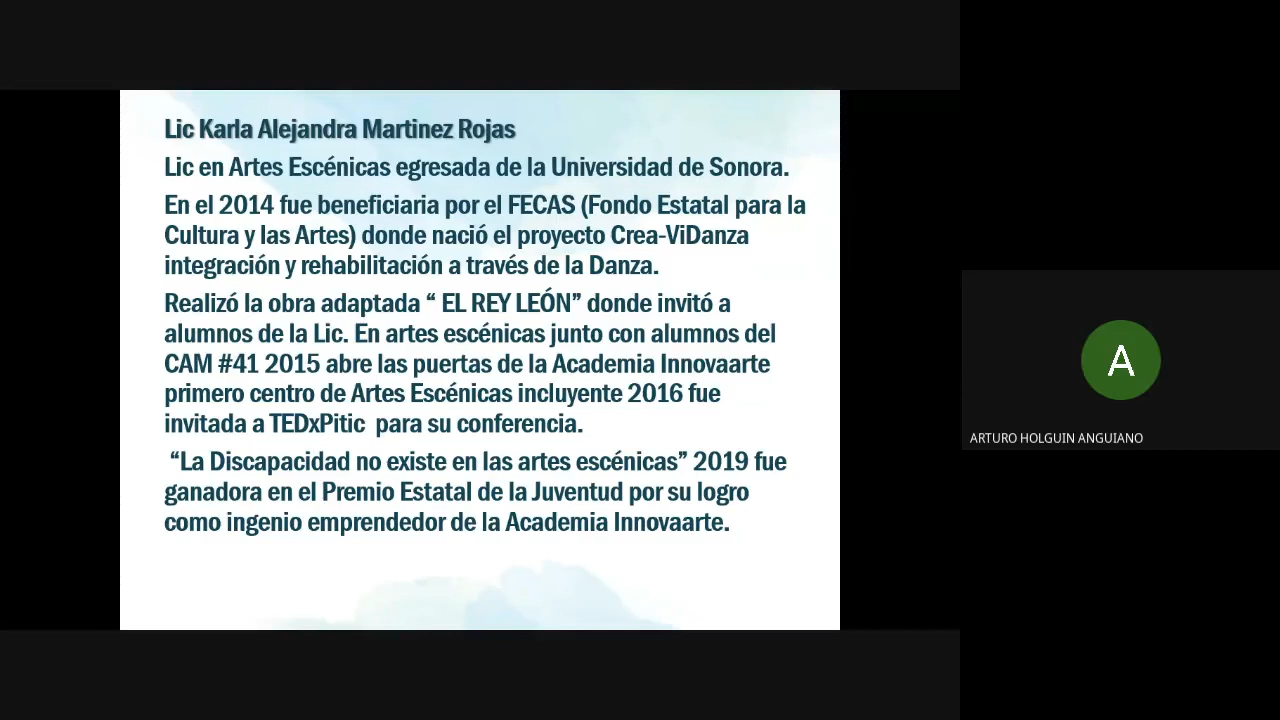 Lic Karla Alejandra Martinez Rojas
Lic en Artes Escénicas egresada de la Universidad de Sonora.
En el 2014 fue beneficiaria por el FECAS (Fondo Estatal para la
Cultura y las Artes) donde nació el proyecto Crea-ViDanza
integración y rehabilitación a través de la Danza.
Realizó la obra adaptada “ EL REY LEÓN” donde invitó a
alumnos de la Lic. En artes escénicas junto con alumnos del
CAM #41 2015 abre las puertas de la Academia Innovaarte
primero centro de Artes Escénicas incluyente 2016 fue
invitada a TEDxPitic  para su conferencia.
“La Discapacidad no existe en las artes escénicas” 2019 fue
ganadora en el Premio Estatal de la Juventud por su logro
como ingenio emprendedor de la Academia Innovaarte.
A
ARTURO HOLGUIN ANGUIANO